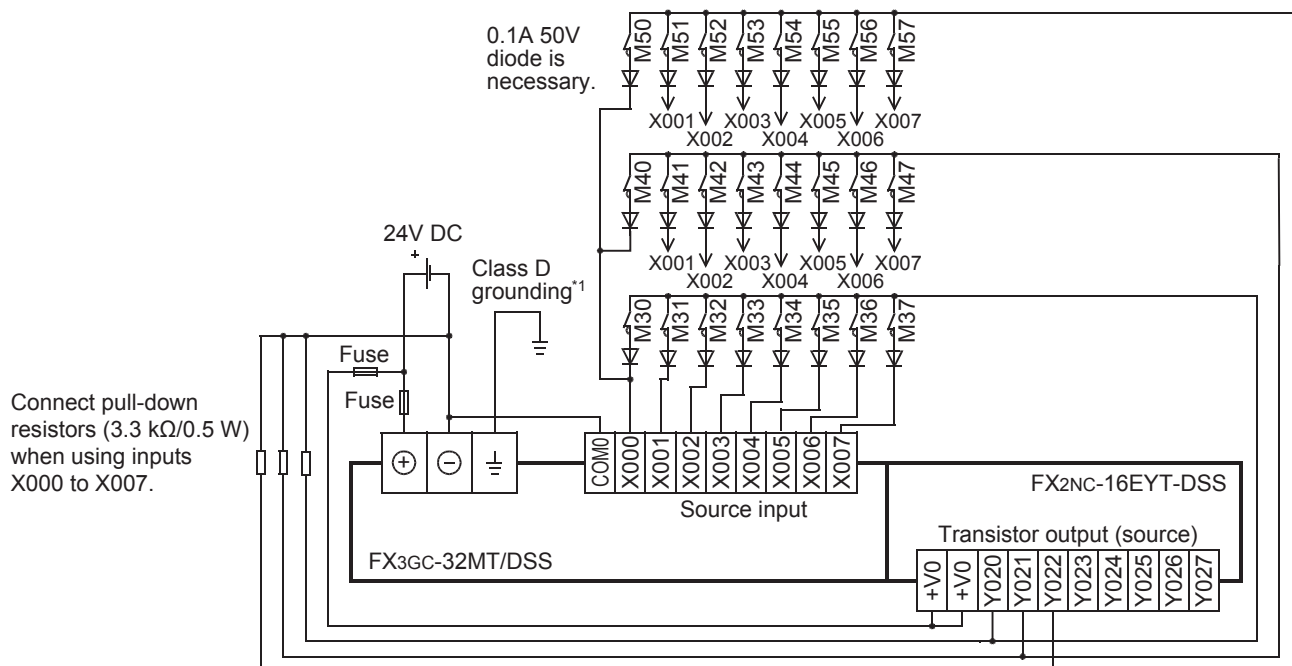 0.1A 50V
diode is
necessary.
M50 M51 M52 M53 M54 M55 M56 M57
X001 X003 X005 X007
X002 X004 X006
M40 M41 M42 M43 M44 M45 M46 M47
X001 X003 X005 X007
X002 X004 X006
24V DC
+
Class D
grounding*1
M30 M31 M32 M33 M34 M35 M36 M37
Fuse
Fuse
Connect pull-down
resistors (3.3 kΩ/0.5 W)
when using inputs
X000 to X007.
+ −
COM0 X000 X001 X002 X003 X004 X005 X006 X007
Source input
FX3GC-32MT/DSS
FX2NC-16EYT-DSS
Transistor output (source)
+V0 +V0 Y020 Y021 Y022 Y023 Y024 Y025 Y026 Y027